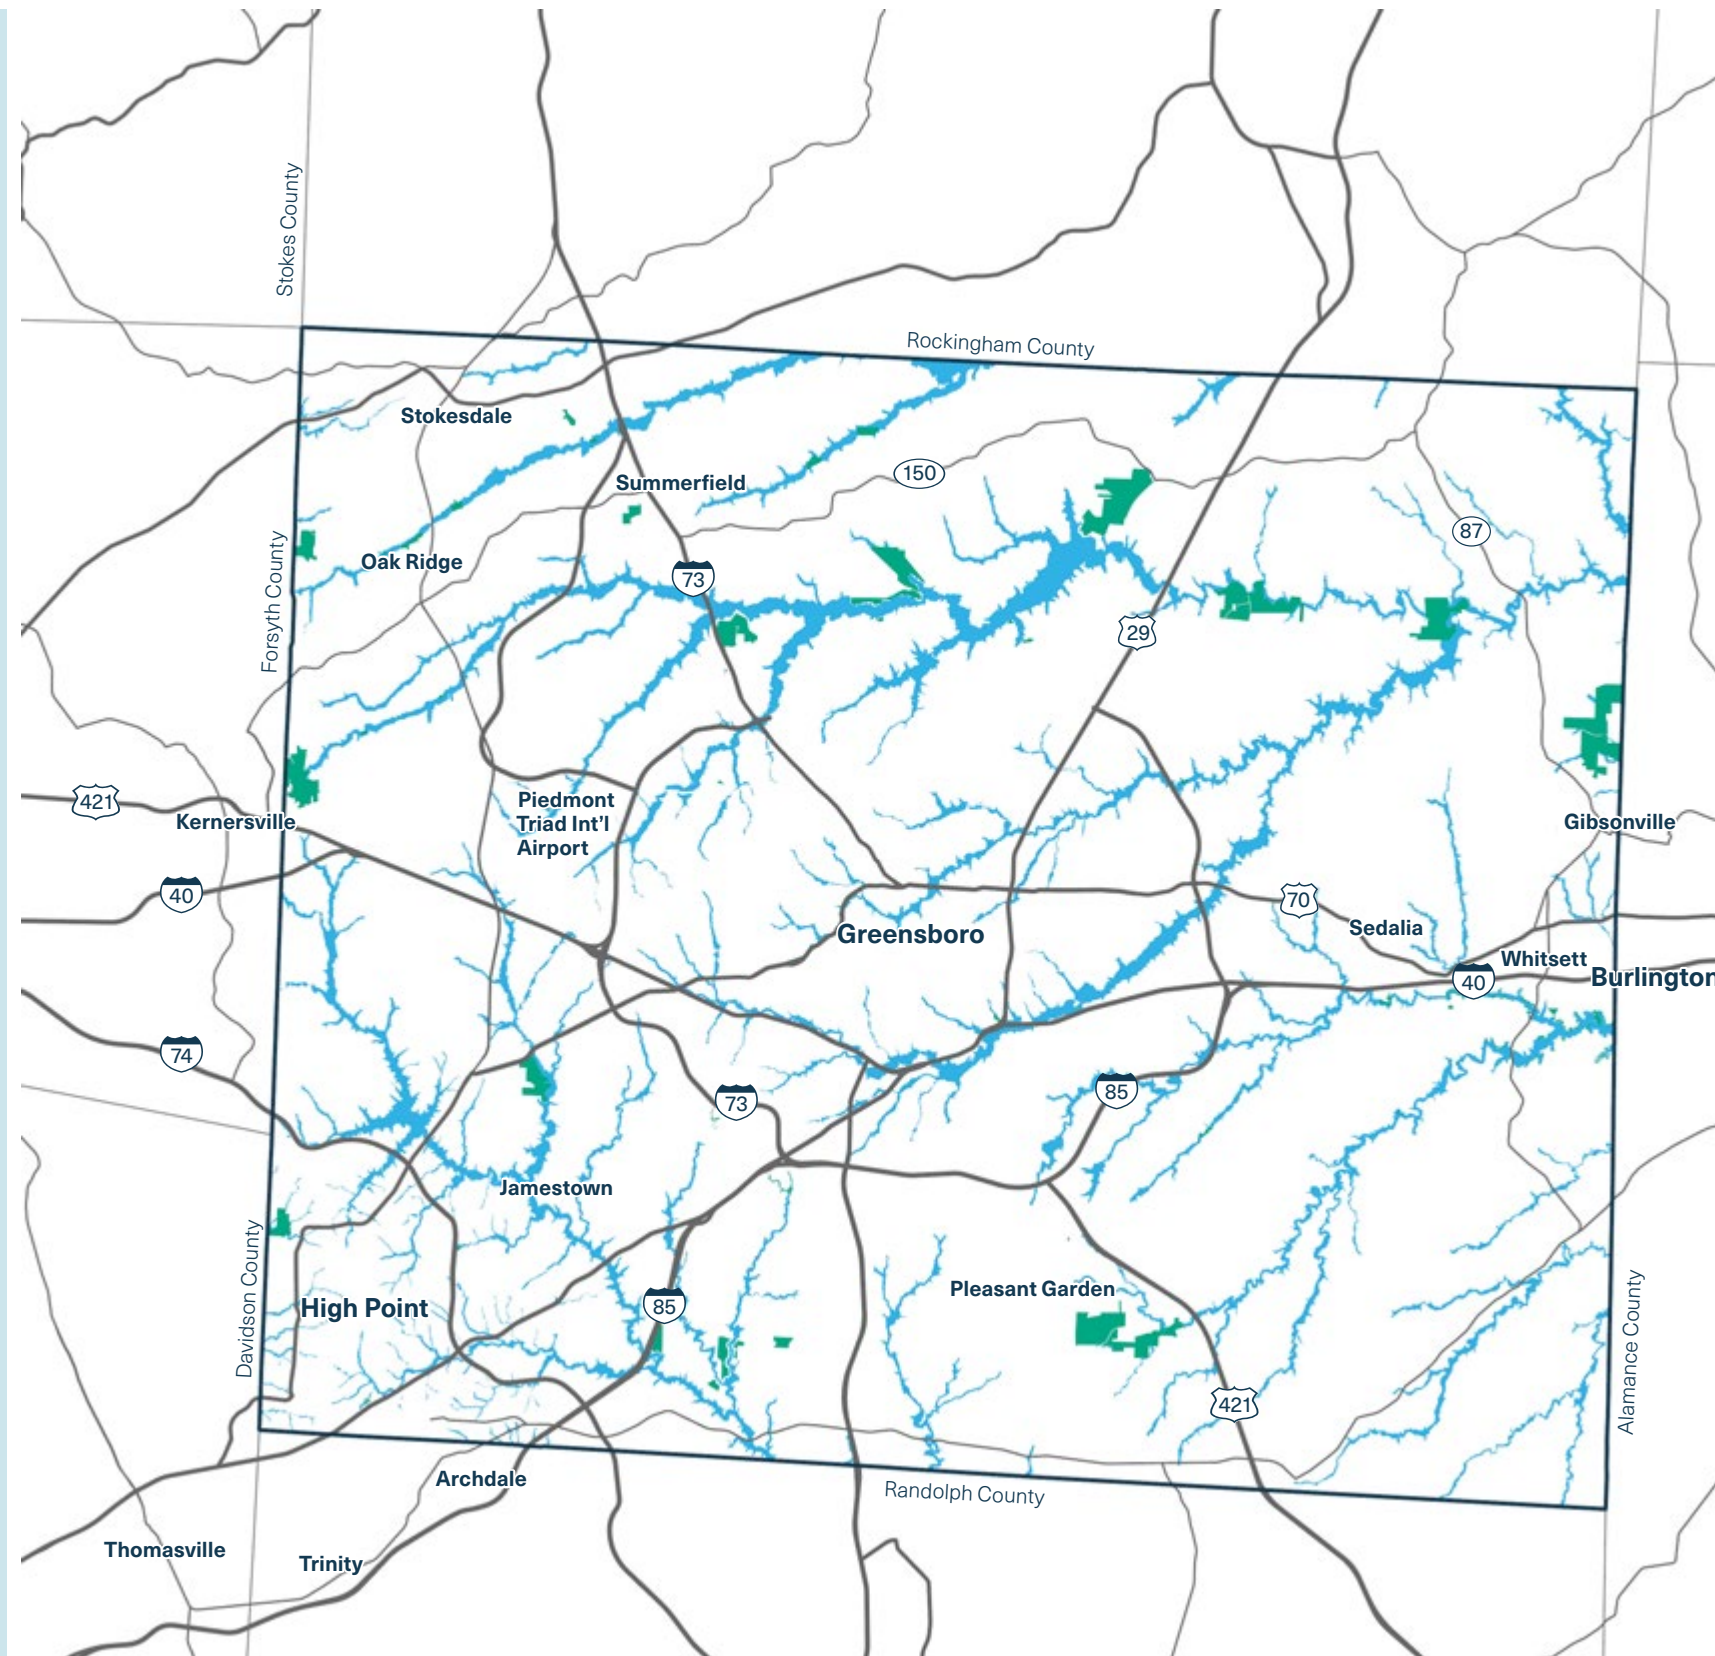 Stokes County
Rockingham County
Stokesdale
150
Summerfield
87
Oak Ridge
Forsyth County
73
29
421
Kernersville
Piedmont
Triad Int'l
Airport
Gibsonville
40
70
Greensboro
Sedalia
Whitsett
Burlington
40
74
73
85
Jamestown
Pleasant Garden
85
High Point
Davidson County
Alamance County
421
Archdale
Randolph County
Thomasville
Trinity